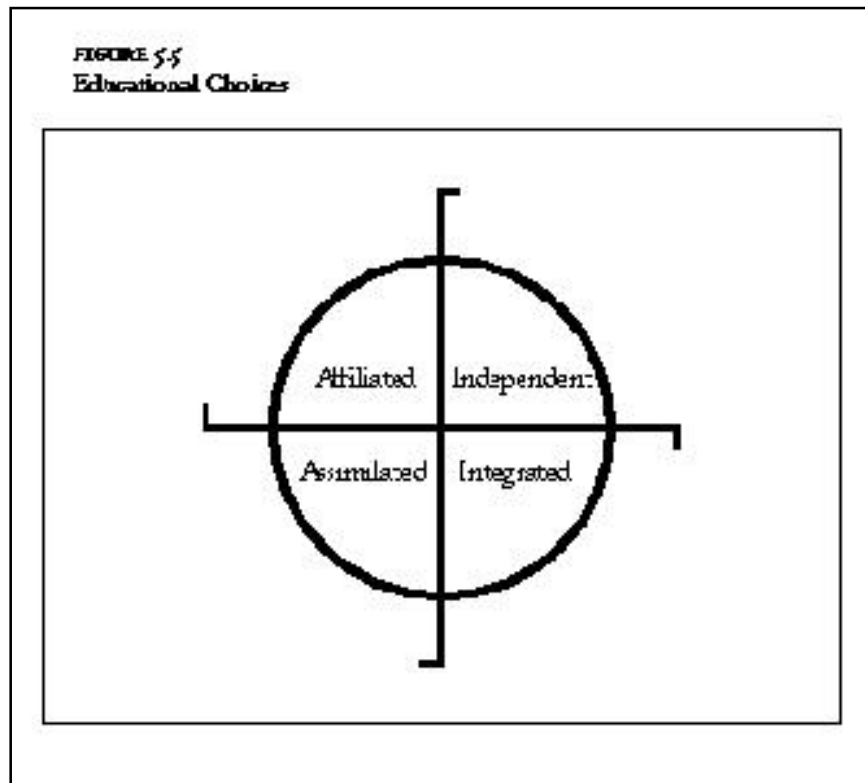 FIGURE 5.5
Educational Choices
Affiliated Independent
Assimilated Integrated